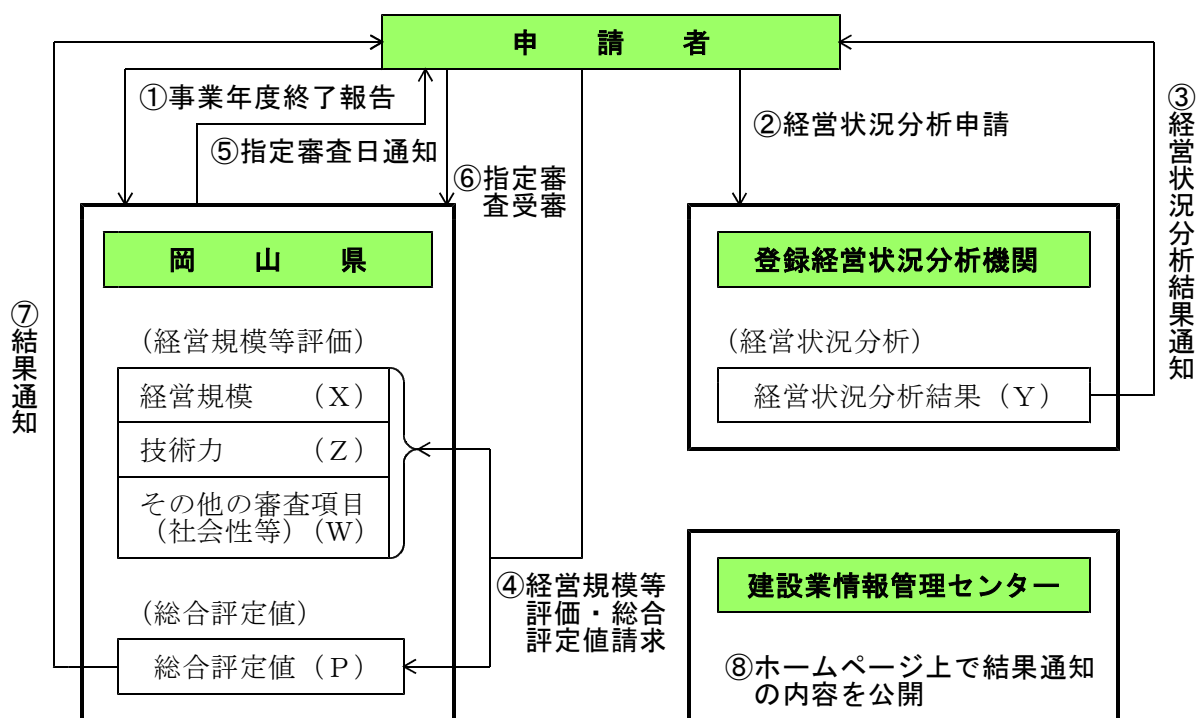 申　請　者
①事業年度終了報告
⑤指定審査日通知
⑥指定審
査受審
②経営状況分析申請
③経営状況分析結果通知
⑦結果通知
岡　山　県
（経営規模等評価）
経営規模　　（Ｘ）
技術力　　　（Ｚ）
その他の審査項目
（社会性等）（Ｗ）
④経営規模等
評価・総合
評定値請求
（総合評定値）
総合評定値（Ｐ）
登録経営状況分析機関
（経営状況分析）
経営状況分析結果（Ｙ）
建設業情報管理センター
⑧ホームページ上で結果通知
の内容を公開